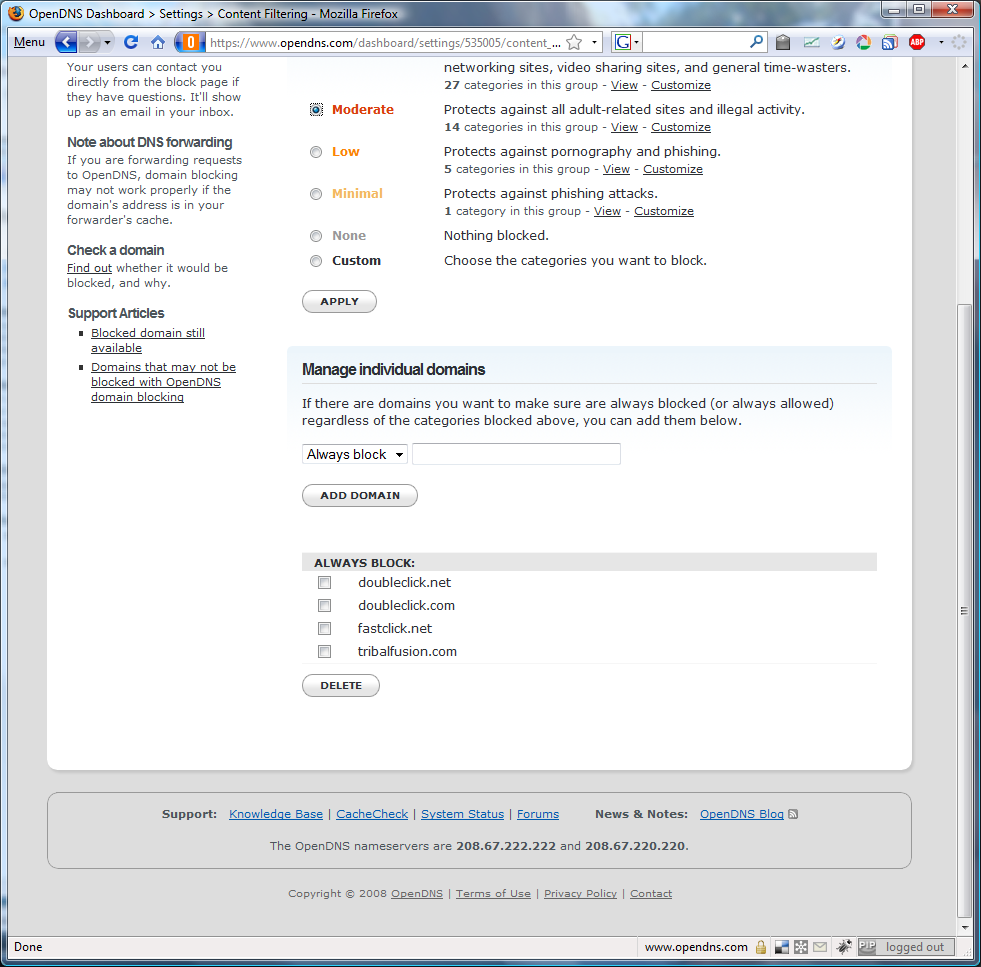 OpenDNS Dashboard > Settings > Content Filtering - Mozilla Firefox
Menu
https://www.opendns.com/dashboard/settings/535005/content_...
G
ABP
Your users can contact you
directly from the block page if
they have questions. It'll show
up as an email in your inbox.
Note about DNS forwarding
If you are forwarding requests
to OpenDNS, domain blocking
may not work properly if the
domain's address is in your
forwarder's cache.
Check a domain
Find out whether it would be
blocked, and why.
Support Articles
Blocked domain still
available
Domains that may not be
blocked with OpenDNS
domain blocking
networking sites, video sharing sites, and general time-wasters.
27 categories in this group - View - Customize
Moderate Protects against all adult-related sites and illegal activity.
14 categories in this group - View - Customize
Low Protects against pornography and phishing.
5 categories in this group - View - Customize
Minimal Protects against phishing attacks.
1 category in this group - View - Customize
None Nothing blocked.
Custom Choose the categories you want to block.
APPLY
Manage individual domains
If there are domains you want to make sure are always blocked (or always allowed)
regardless of the categories blocked above, you can add them below.
Always block
ADD DOMAIN
ALWAYS BLOCK:
doubleclick.net
doubleclick.com
fastclick.net
tribalfusion.com
DELETE
Support: Knowledge Base | CacheCheck | System Status | Forums News & Notes: OpenDNS Blog
The OpenDNS nameservers are 208.67.222.222 and 208.67.220.220.
Copyright © 2008 OpenDNS | Terms of Use | Privacy Policy | Contact
Done www.opendns.com PIP logged out